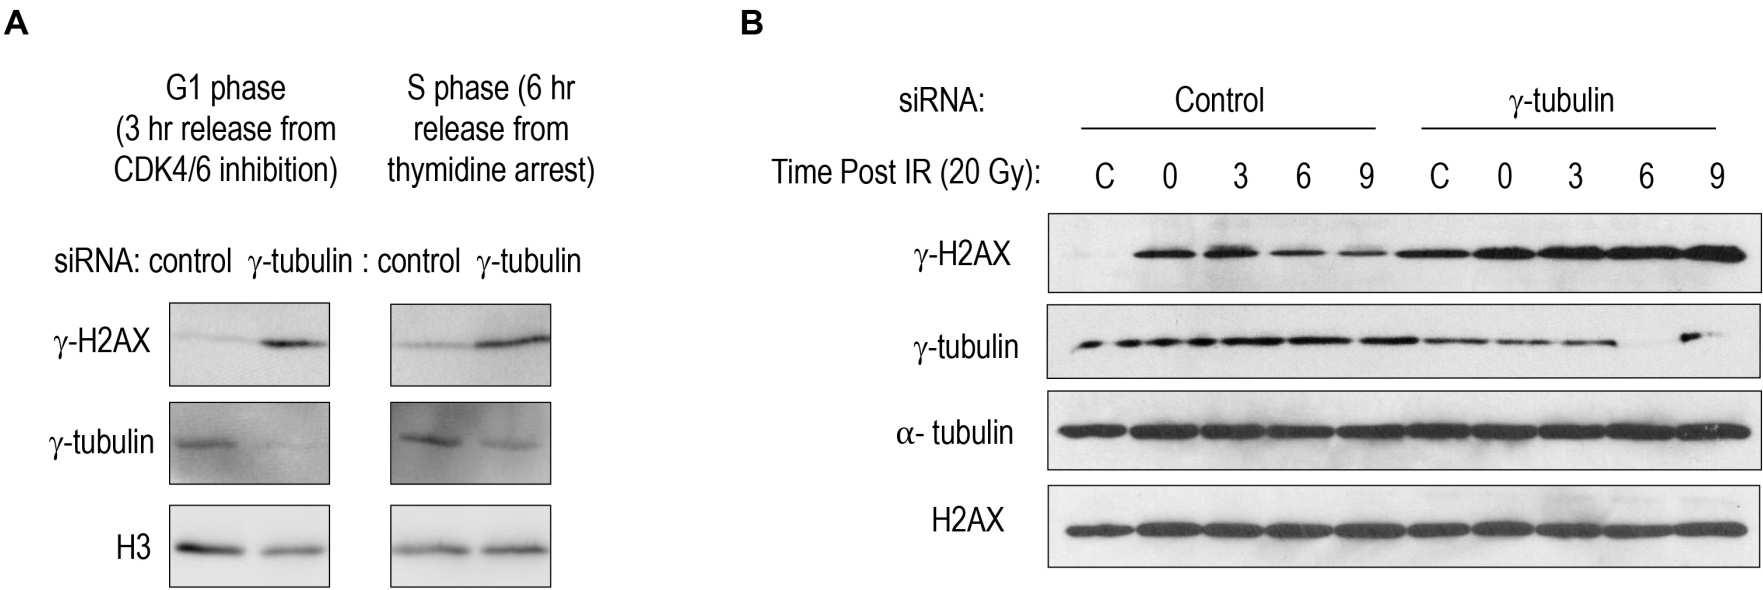 A
G1 phase
(3 hr release from
CDK4/6 inhibition)
S phase (6 hr
release from
thymidine arrest)
siRNA: control γ-tubulin : control γ-tubulin
γ-H2AX
γ-tubulin
H3
B
siRNA: Control γ-tubulin
Time Post IR (20 Gy): C 0 3 6 9 C 0 3 6 9
γ-H2AX
γ-tubulin
α- tubulin
H2AX